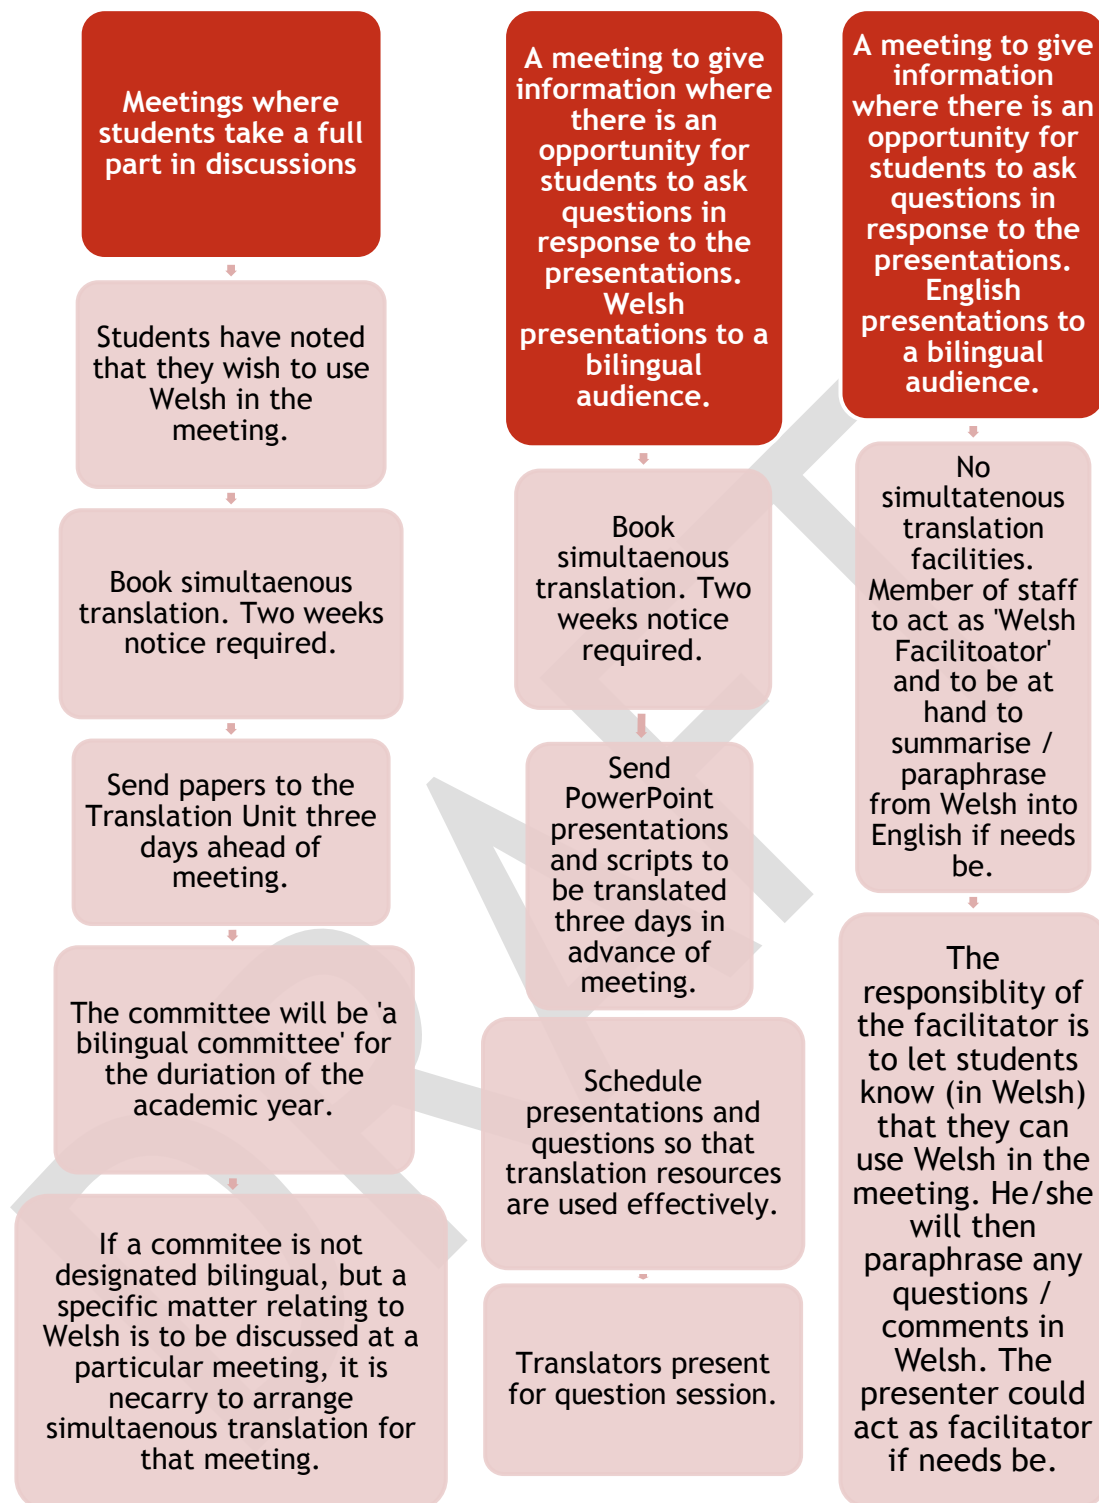 Meetings where
students take a full
part in discussions
Students have noted
that they wish to use
Welsh in the
meeting.
Book simultaenous
translation. Two weeks
notice required.
Send papers to the
Translation Unit three
days ahead of
meeting.
The committee will be 'a
bilingual committee' for
the duriation of the
academic year.
If a commitee is not
designated bilingual, but a
specific matter relating to
Welsh is to be discussed at a
particular meeting, it is
necarry to arrange
simultaenous translation for
that meeting.
A meeting to give
information where
there is an
opportunity for
students to ask
questions in
response to the
presentations.
Welsh
presentations to a
bilingual
audience.
Book
simultaenous
translation. Two
weeks notice
required.
Send
PowerPoint
presentations
and scripts to
be translated
three days in
advance of
meeting.
Schedule
presentations and
questions so that
translation resources
are used effectively.
Translators present
for question session.
A meeting to give
information
where there is an
opportunity for
students to ask
questions in
response to the
presentations.
English
presentations to
a bilingual
audience.
No
simultatenous
translation
facilities.
Member of staff
to act as 'Welsh
Facilitoator'
and to be at
hand to
summarise /
paraphrase
from Welsh into
English if needs
be.
The
responsiblity of
the facilitator is
to let students
know (in Welsh)
that they can
use Welsh in the
meeting. He/she
will then
paraphrase any
questions /
comments in
Welsh. The
presenter could
act as facilitator
if needs be.
DRAFT